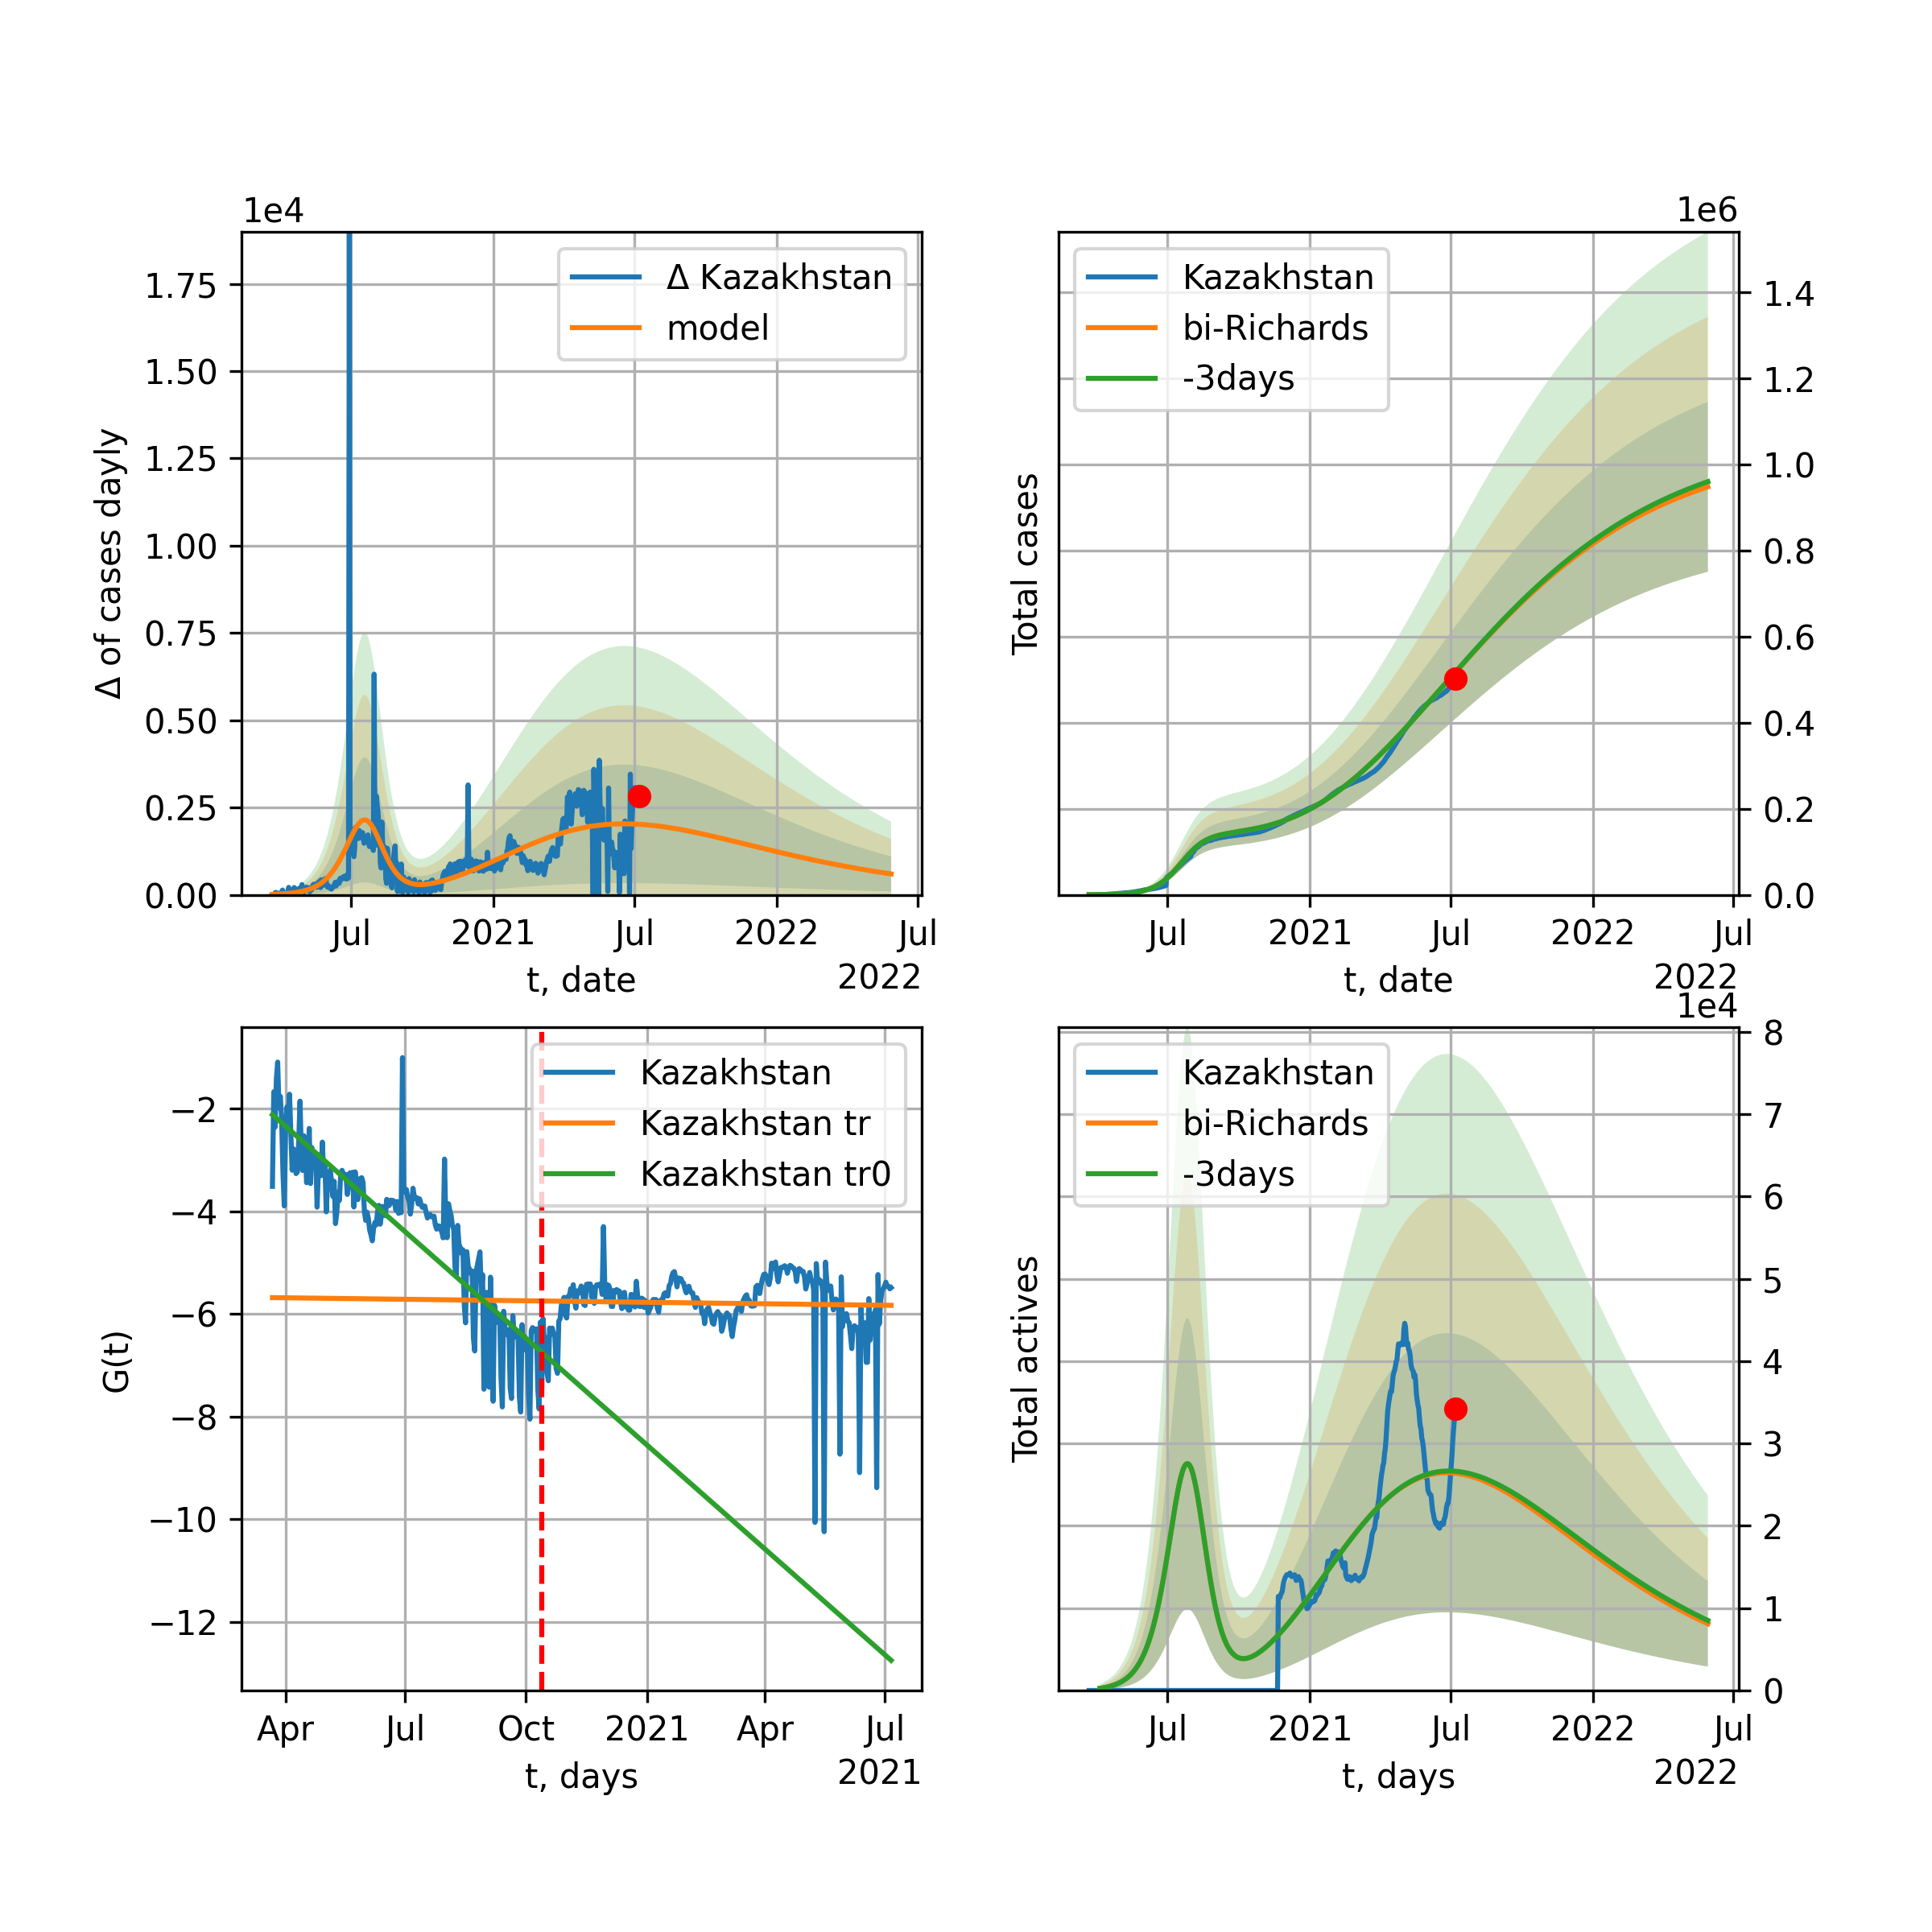 1e4
1.75
1.50
1.25
1.00
0.75
0.50
0.25
0.00
Δ of cases dayly
Δ Kazakhstan
model
Jul
2021
Jul
2022
Jul
2022
t, date
1e6
1.4
1.2
1.0
0.8
0.6
0.4
0.2
0.0
Total cases
Kazakhstan
bi-Richards
-3days
Jul
2021
Jul
2022
Jul
2022
t, date
−2
−4
−6
−8
−10
−12
G(t)
Kazakhstan
Kazakhstan tr
Kazakhstan tr0
Apr
Jul
Oct
2021
Apr
Jul
2021
t, days
1e4
8
7
6
5
4
3
2
1
0
Total actives
Kazakhstan
bi-Richards
-3days
Jul
2021
Jul
2022
Jul
2022
t, days